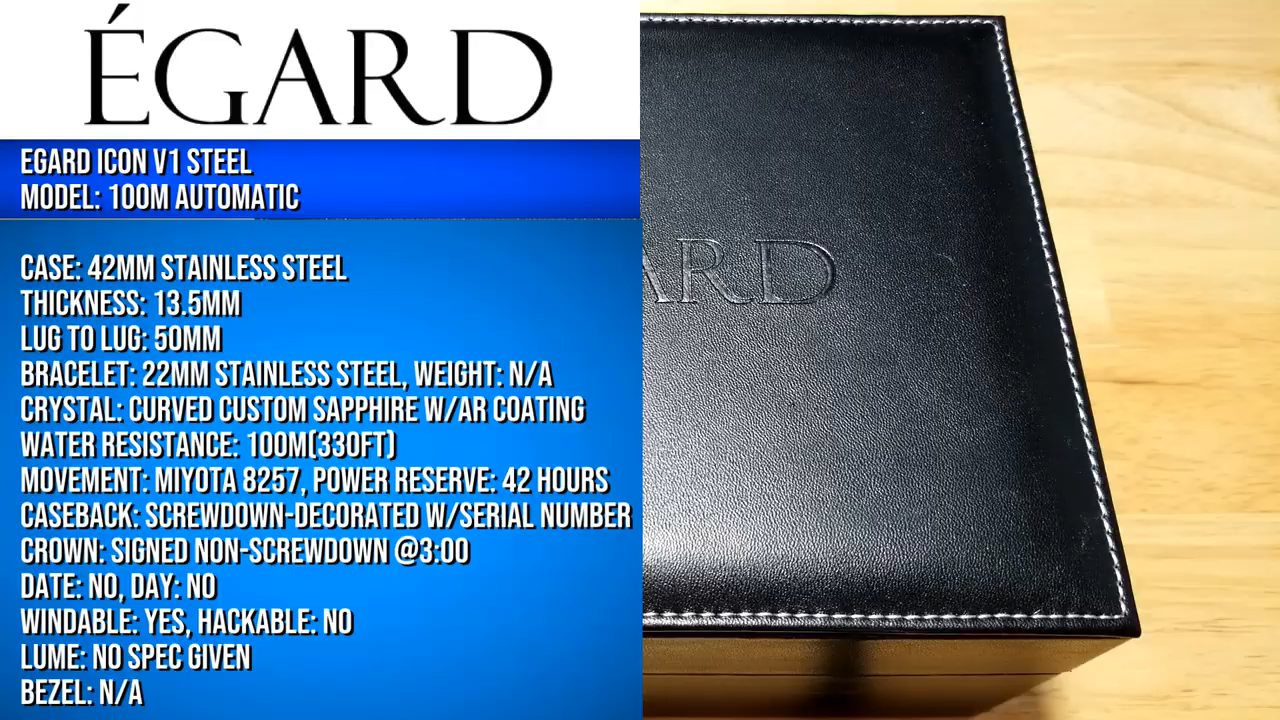 ÉGARD
EGARD ICON V1 STEEL
MODEL: 100M AUTOMATIC
CASE: 42MM STAINLESS STEEL
THICKNESS: 13.5MM
LUG TO LUG: 50MM
BRACELET: 22MM STAINLESS STEEL, WEIGHT: N/A
CRYSTAL: CURVED CUSTOM SAPPHIRE W/AR COATING
WATER RESISTANCE: 100M(330FT)
MOVEMENT: MIYOTA 8257, POWER RESERVE: 42 HOURS
CASEBACK: SCREWDOWN-DECORATED W/SERIAL NUMBER
CROWN: SIGNED NON-SCREWDOWN @3:00
DATE: NO, DAY: NO
WINDABLE: YES, HACKABLE: NO
LUME: NO SPEC GIVEN
BEZEL: N/A
ARD